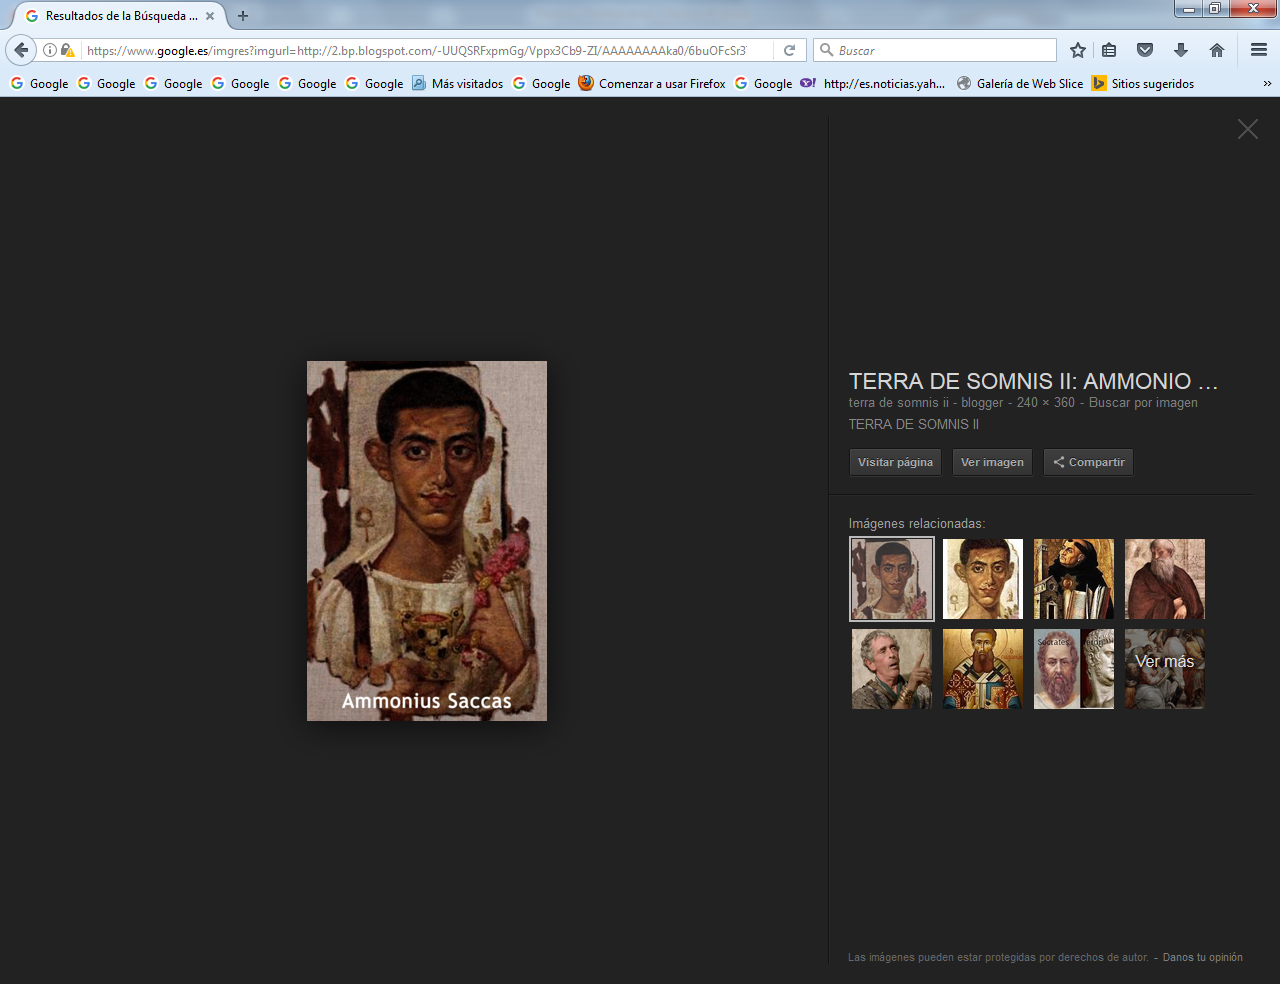 Resultados de la Búsqueda ...
https://www.google.es/imgres?imgurl=http://2.bp.blogspot.com/-UUQSRFxpmGg/Vppx3Cb9-ZI/AAAAAAAAka0/6buOFcSr3
Buscar
Google Google Google Google Google Google Más visitados Google Comenzar a usar Firefox Google http://es.noticias.yah... Galería de Web Slice Sitios sugeridos
TERRA DE SOMNIS II: AMMONIO ...
terra de somnis ii - blogger - 240 × 360 - Buscar por imagen
TERRA DE SOMNIS II
Visitar página Ver imagen Compartir
Imágenes relacionadas:
Sócrates
Ver más
Ammonius Saccas
Las imágenes pueden estar protegidas por derechos de autor. - Danos tu opinión